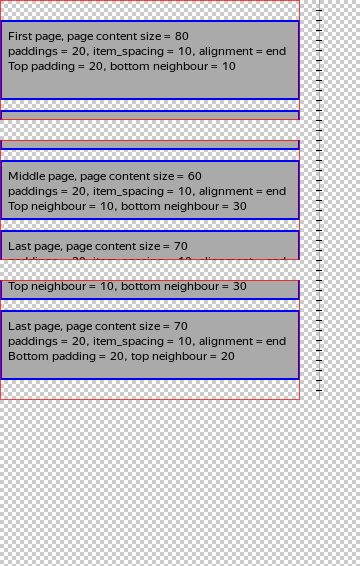 First page, page content size = 80
paddings = 20, item_spacing = 10, alignment = end
Top padding = 20, bottom neighbour = 10
Middle page, page content size = 60
paddings = 20, item_spacing = 10, alignment = end
Top neighbour = 10, bottom neighbour = 30
Last page, page content size = 70
Top neighbour = 10, bottom neighbour = 30
Last page, page content size = 70
paddings = 20, item_spacing = 10, alignment = end
Bottom padding = 20, top neighbour = 20